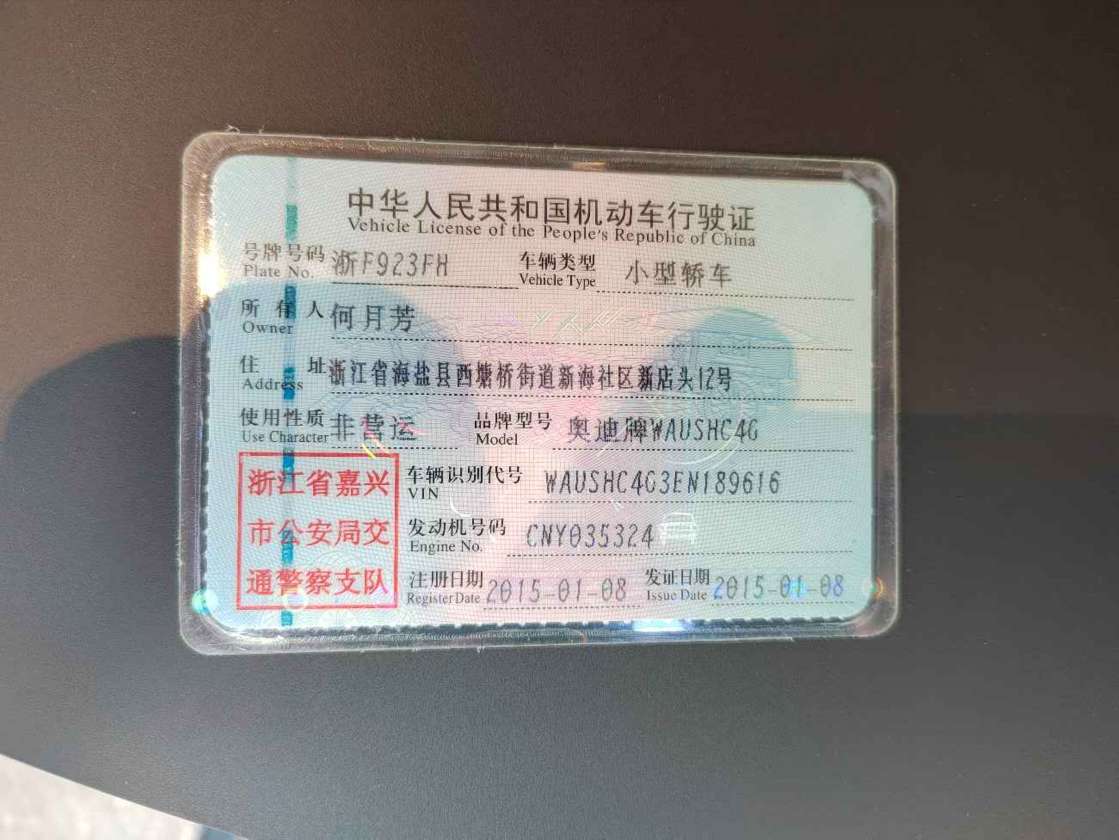 中华人民共和国机动车行驶证
Vehicle License of the People's Republic of China
号牌号码 浙F923FH 车辆类型 小型轿车
Plate No. Vehicle Type
所有人 何月芳
Owner
住址 浙江省海盐县西塘桥街道新海社区新店头12号
Address
使用性质 非营运 品牌型号 奥迪牌WAUSHC4G
Use Character Model
浙江省嘉兴
市公安局交
通警察支队
车辆识别代号 WAUSHC4G3EN189616
VIN
发动机号码 CNY035324
Engine No.
注册日期 2015-01-08 发证日期 2015-01-08
Register Date Issue Date